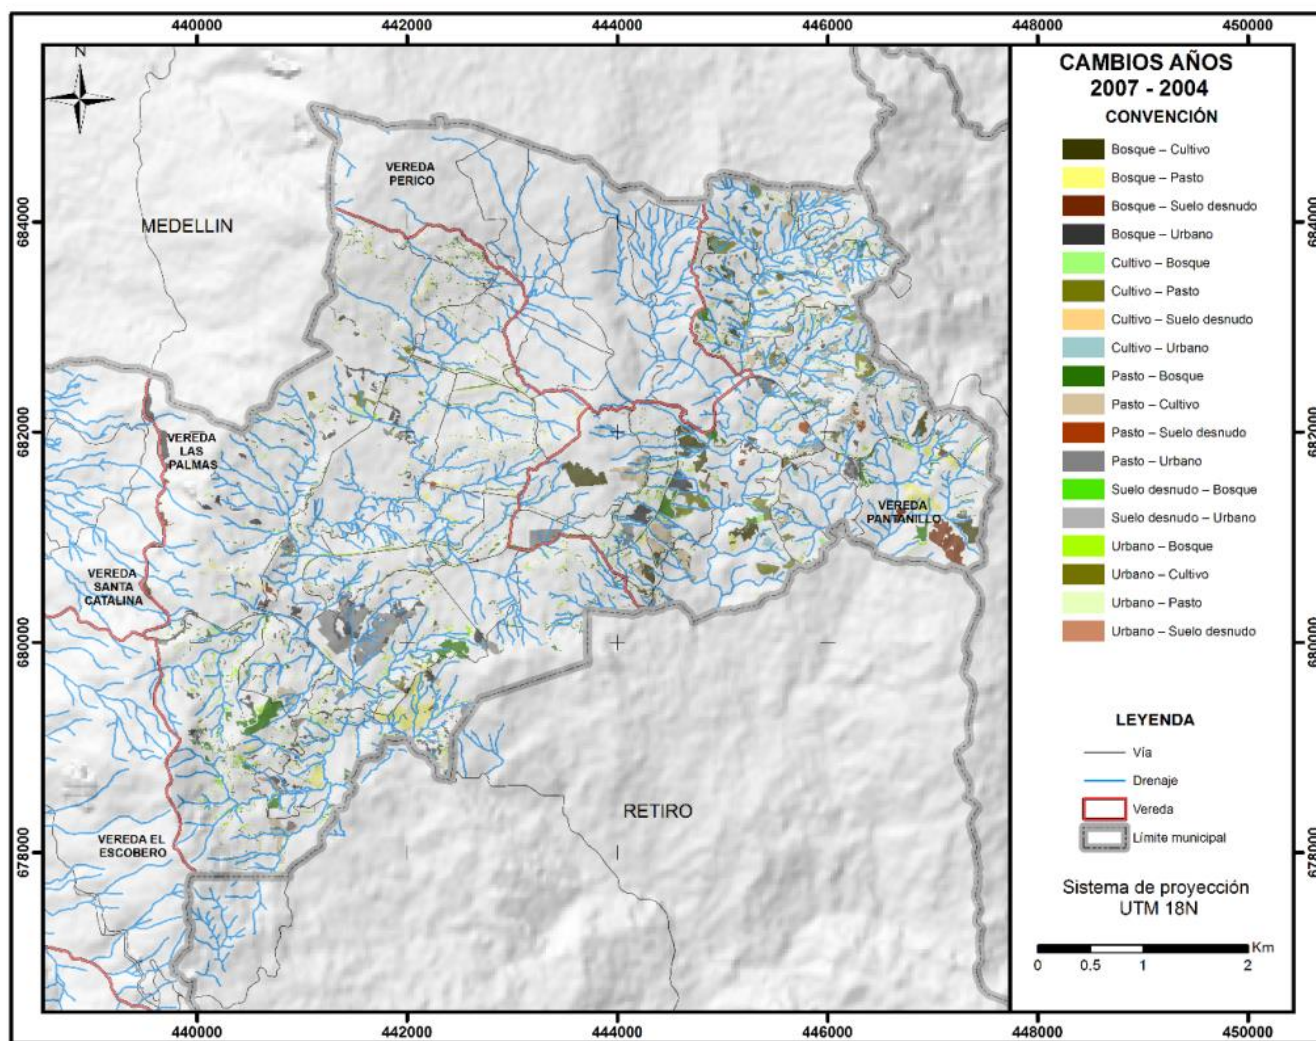 440000 442000 444000 446000 448000 450000
N
CAMBIOS AÑOS
2007 - 2004
CONVENCIÓN
Bosque – Cultivo
Bosque – Pasto
Bosque – Suelo desnudo
Bosque – Urbano
Cultivo – Bosque
Cultivo – Pasto
Cultivo – Suelo desnudo
Cultivo – Urbano
Pasto – Bosque
Pasto – Cultivo
Pasto – Suelo desnudo
Pasto – Urbano
Suelo desnudo – Bosque
Suelo desnudo – Urbano
Urbano – Bosque
Urbano – Cultivo
Urbano – Pasto
Urbano – Suelo desnudo
LEYENDA
Vía
Drenaje
Vereda
Límite municipal
Sistema de proyección
UTM 18N
Km
0 0.5 1 2
VEREDA
PERICO
MEDELLIN
684000
684000
VEREDA
LAS
PALMAS
682000
682000
VEREDA
PANTANILLO
VEREDA
SANTA
CATALINA
680000
680000
RETIRO
VEREDA EL
ESCOBERO
678000
678000
440000 442000 444000 446000 448000 450000